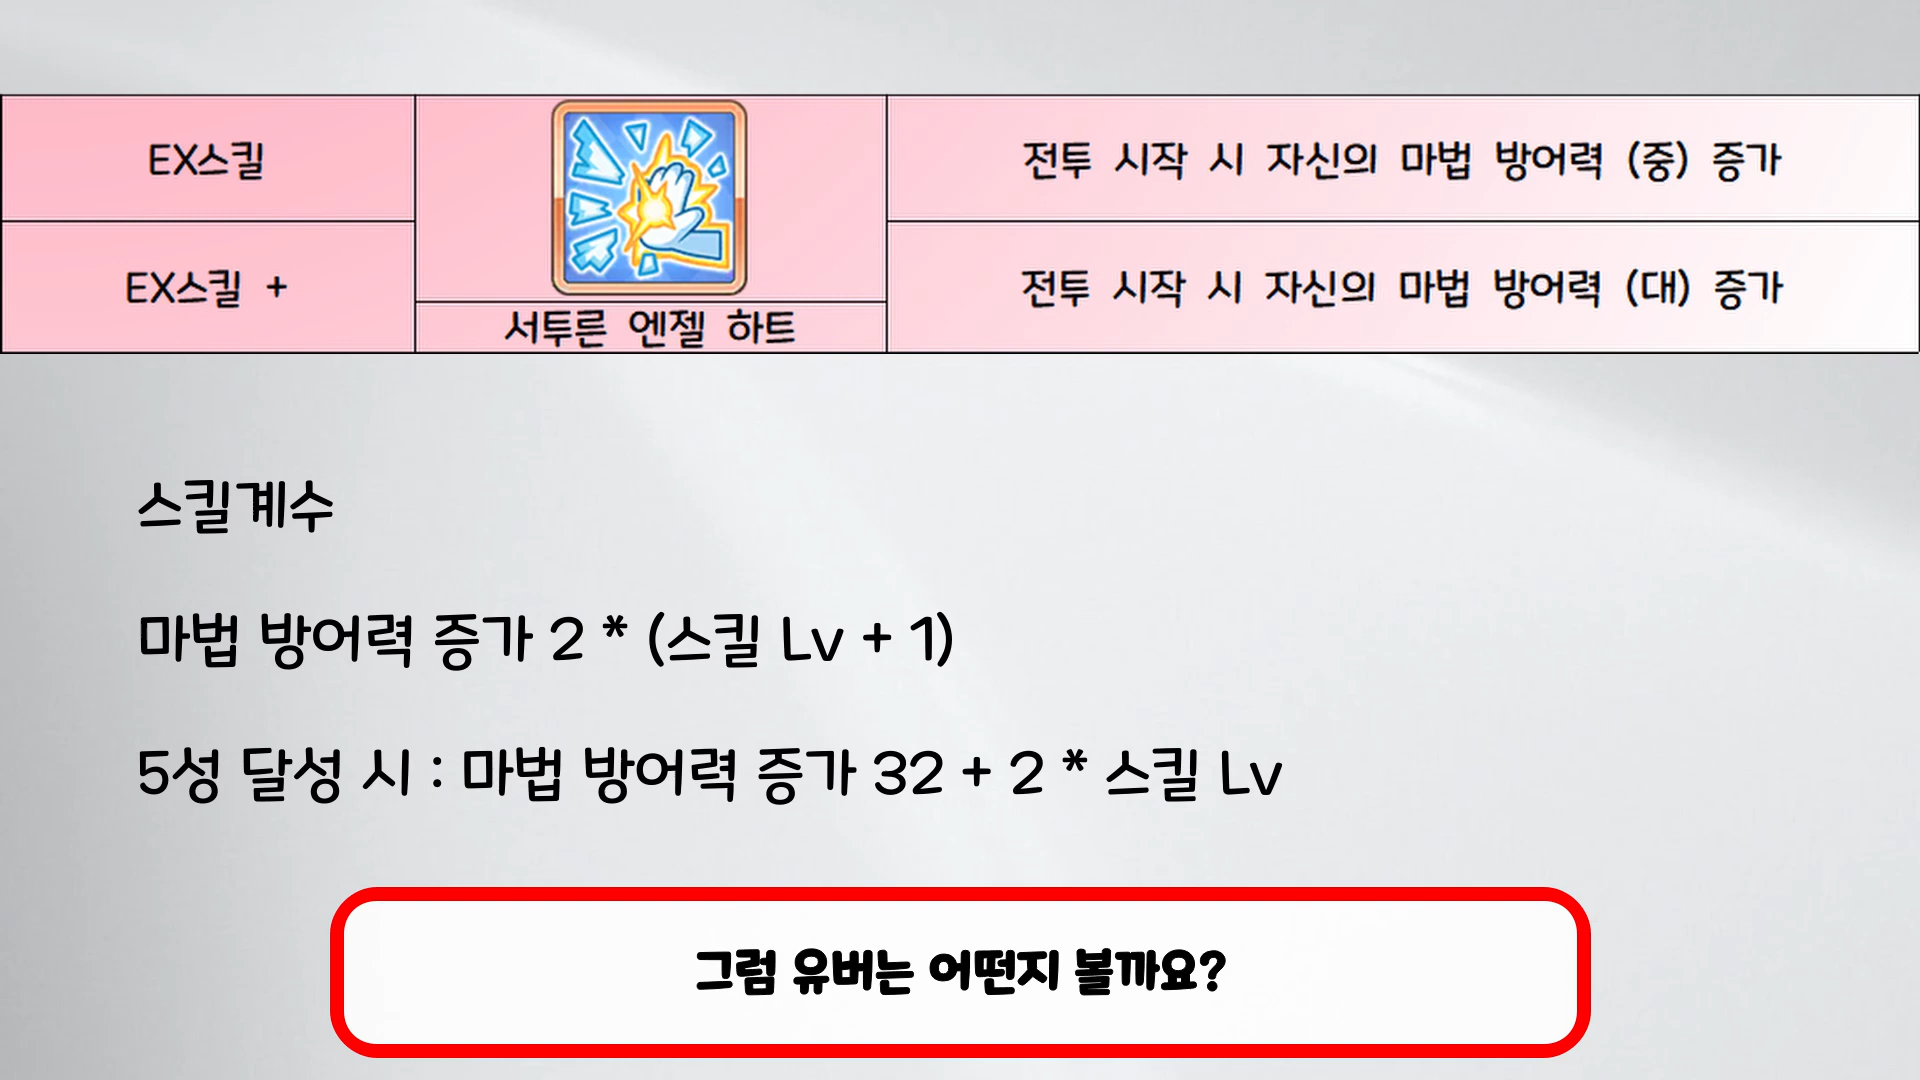 EX스킬
전투 시작 시 자신의 마법 방어력 (중) 증가
EX스킬 +
전투 시작 시 자신의 마법 방어력 (대) 증가
서투른 엔젤 하트
스킬계수
마법 방어력 증가 2 * (스킬 Lv + 1)
5성 달성 시 : 마법 방어력 증가 32 + 2 * 스킬 Lv
그럼 유버는 어떤지 볼까요?